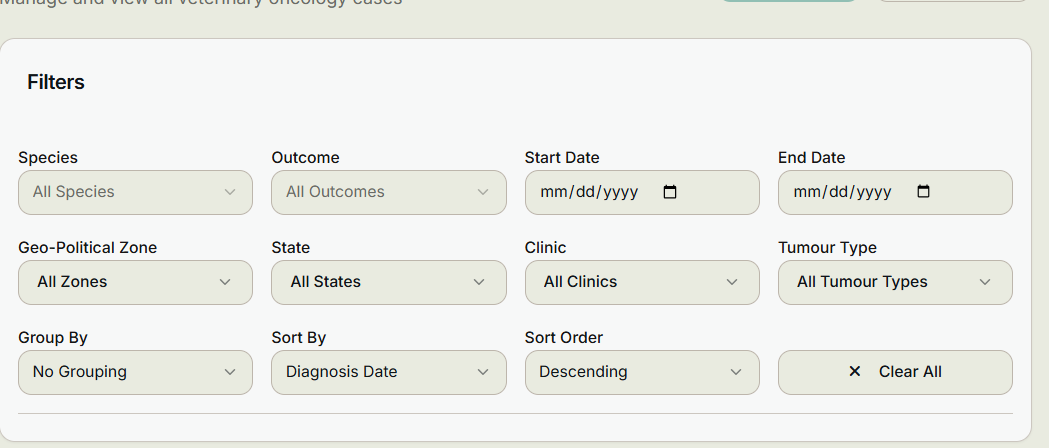 Manage and view all veterinary oncology cases
Filters
Species
Outcome
Start Date
End Date
All Species
All Outcomes
mm/dd/yyyy
mm/dd/yyyy
Geo-Political Zone
State
Clinic
Tumour Type
All Zones
All States
All Clinics
All Tumour Types
Group By
Sort By
Sort Order
No Grouping
Diagnosis Date
Descending
Clear All